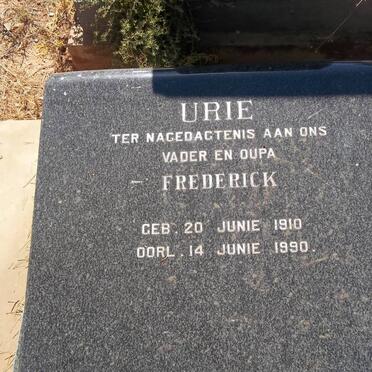 URIE
TER NAGEDAGTENIS AAN ONS
VADER EN OUPA
– FREDERICK
GEB. 20 JUNIE 1910
OORL. 14 JUNIE 1990.